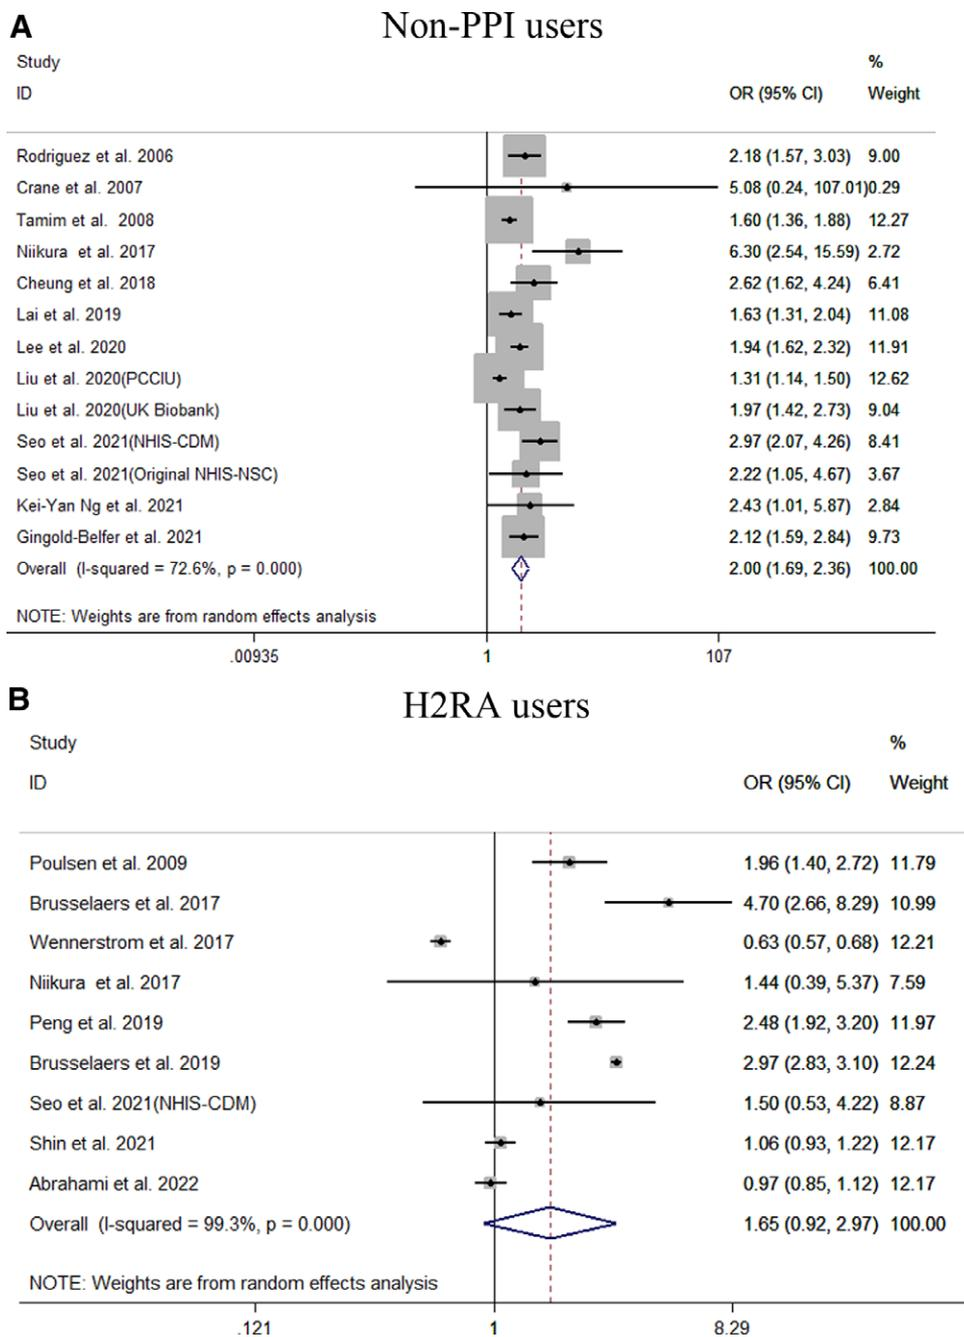 A
Non-PPI users
Study %
ID OR (95% CI) Weight
Rodriguez et al. 2006 2.18 (1.57, 3.03) 9.00
Crane et al. 2007 5.08 (0.24, 107.01)0.29
Tamim et al. 2008 1.60 (1.36, 1.88) 12.27
Niikura et al. 2017 6.30 (2.54, 15.59) 2.72
Cheung et al. 2018 2.62 (1.62, 4.24) 6.41
Lai et al. 2019 1.63 (1.31, 2.04) 11.08
Lee et al. 2020 1.94 (1.62, 2.32) 11.91
Liu et al. 2020(PCCIU) 1.31 (1.14, 1.50) 12.62
Liu et al. 2020(UK Biobank) 1.97 (1.42, 2.73) 9.04
Seo et al. 2021(NHIS-CDM) 2.97 (2.07, 4.26) 8.41
Seo et al. 2021(Original NHIS-NSC) 2.22 (1.05, 4.67) 3.67
Kei-Yan Ng et al. 2021 2.43 (1.01, 5.87) 2.84
Gingold-Belfer et al. 2021 2.12 (1.59, 2.84) 9.73
Overall (I-squared = 72.6%, p = 0.000) 2.00 (1.69, 2.36) 100.00
NOTE: Weights are from random effects analysis
.00935 1 107
B
H2RA users
Study %
ID OR (95% CI) Weight
Poulsen et al. 2009 1.96 (1.40, 2.72) 11.79
Brusselaers et al. 2017 4.70 (2.66, 8.29) 10.99
Wennerstrom et al. 2017 0.63 (0.57, 0.68) 12.21
Niikura et al. 2017 1.44 (0.39, 5.37) 7.59
Peng et al. 2019 2.48 (1.92, 3.20) 11.97
Brusselaers et al. 2019 2.97 (2.83, 3.10) 12.24
Seo et al. 2021(NHIS-CDM) 1.50 (0.53, 4.22) 8.87
Shin et al. 2021 1.06 (0.93, 1.22) 12.17
Abrahami et al. 2022 0.97 (0.85, 1.12) 12.17
Overall (I-squared = 99.3%, p = 0.000) 1.65 (0.92, 2.97) 100.00
NOTE: Weights are from random effects analysis
.121 1 8.29